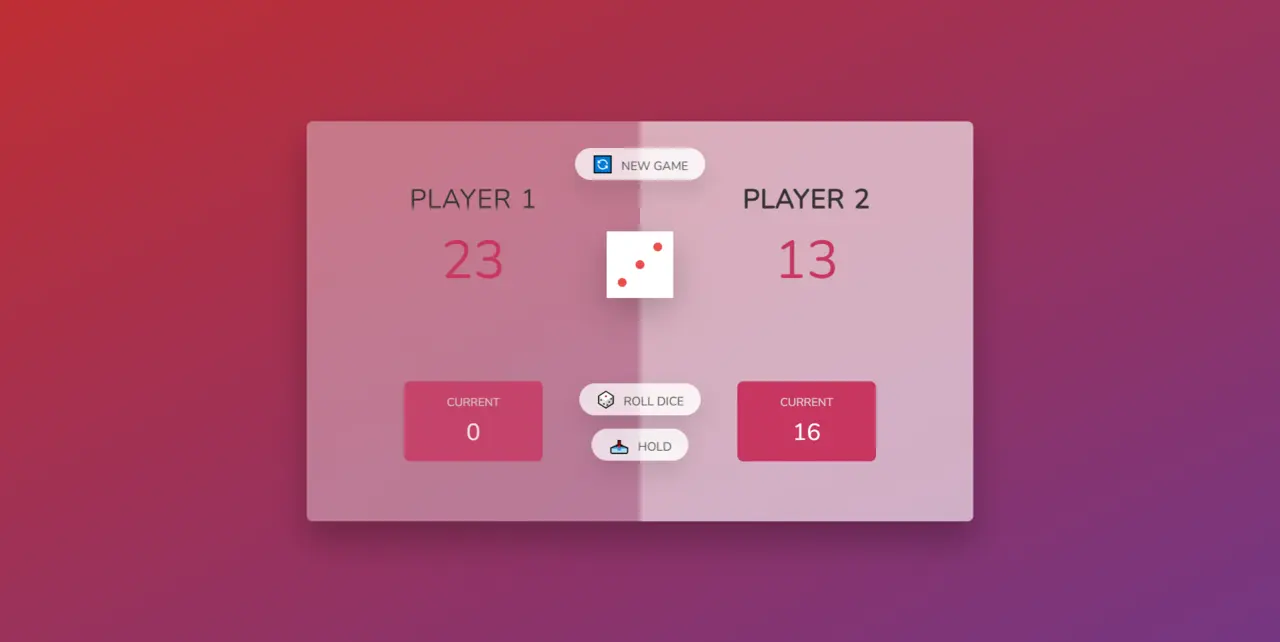 NEW GAME
PLAYER 1
23
CURRENT
0
PLAYER 2
13
CURRENT
16
ROLL DICE
HOLD